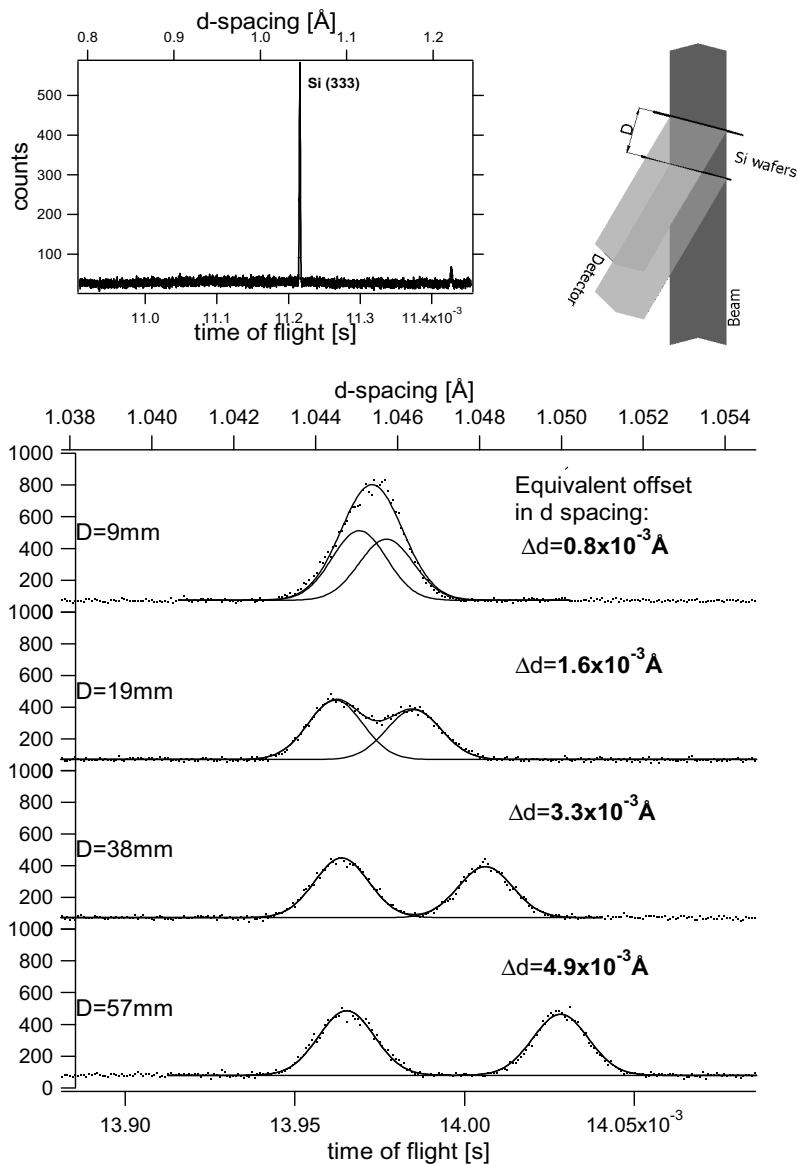 d-spacing [Å]
0.8 0.9 1.0 1.1 1.2
Si (333)
500
400
300
200
100
counts
11.0 11.1 11.2 11.3 11.4x10-3
time of flight [s]
D
Si wafers
Detector
Beam
d-spacing [Å]
1.038 1.040 1.042 1.044 1.046 1.048 1.050 1.052 1.054
1000
800
600
400
200
0
D=9mm
Equivalent offset
in d spacing:
Δd=0.8x10-3Å
1000
800
600
400
200
0
D=19mm
Δd=1.6x10-3Å
1000
800
600
400
200
0
D=38mm
Δd=3.3x10-3Å
1000
800
600
400
200
0
D=57mm
Δd=4.9x10-3Å
13.90 13.95 14.00 14.05x10-3
time of flight [s]